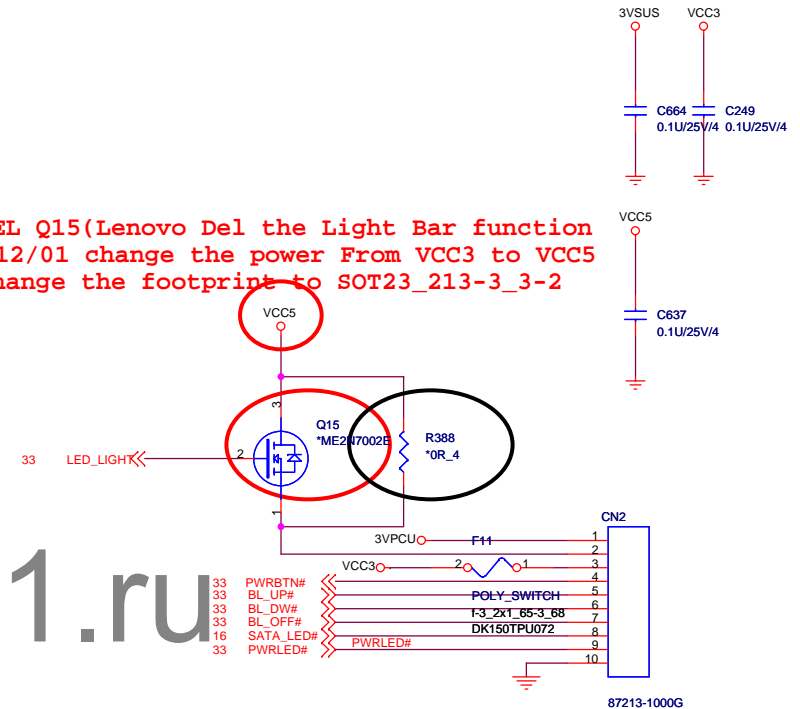 3VSUS VCC3
C664 C249
0.1U/25V/4 0.1U/25V/4
EL Q15(Lenovo Del the Light Bar function
12/01 change the power From VCC3 to VCC5
hange the footprint to SOT23_213-3_3-2
VCC5
C637
0.1U/25V/4
VCC5
3
Q15
*ME2N7002E
R388
*0R_4
33 LED_LIGHT
2
1
CN2
3VPCU
F11
1
2
VCC3
2 1
3
33 PWRBTN#
4
33 BL_UP#
POLY_SWITCH
5
33 BL_DW#
f-3_2x1_65-3_68
6
33 BL_OFF#
DK150TPU072
7
16 SATA_LED#
8
33 PWRLED#
PWRLED#
9
10
1.ru
87213-1000G